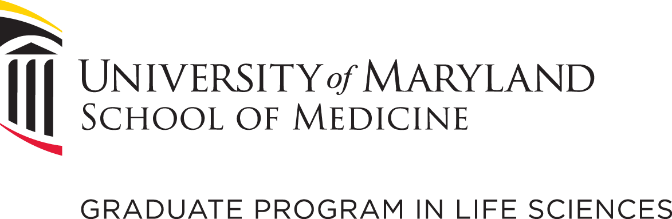 UNIVERSITY of MARYLAND
SCHOOL OF MEDICINE
GRADUATE PROGRAM IN LIFE SCIENCES